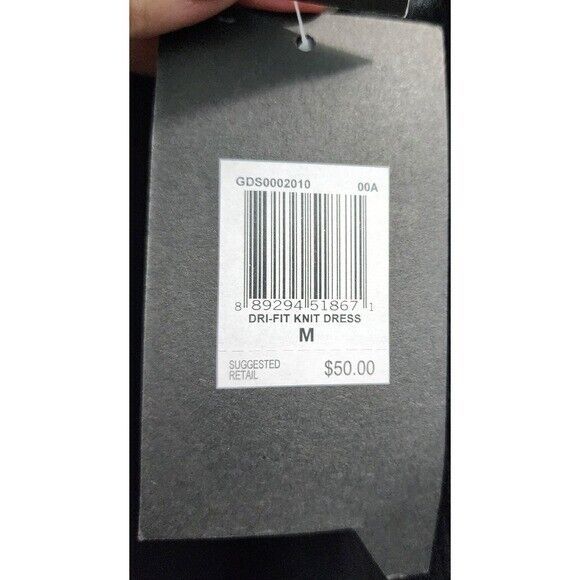 GDS0002010 00A
8 89294 51867 1
DRI-FIT KNIT DRESS
M
SUGGESTED
RETAIL
$50.00